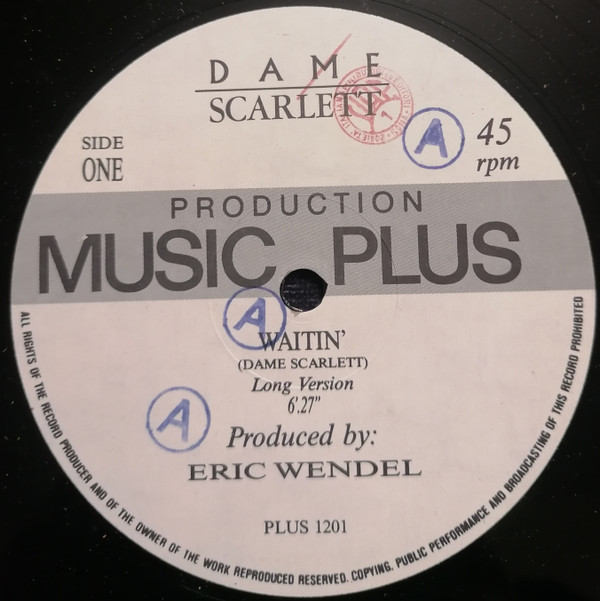 DAME
SCARLETT
SIDE
ONE
A
45
rpm
PRODUCTION
MUSIC PLUS
A
WAITIN'
(DAME SCARLETT)
Long Version
6'.27"
A
Produced by:
ERIC WENDEL
PLUS 1201
ALL RIGHTS OF THE RECORD PRODUCER AND OF THE OWNER OF THE WORK REPRODUCED RESERVED. COPYING, PUBLIC PERFORMANCE AND BROADCASTING OF THIS RECORD PROHIBITED